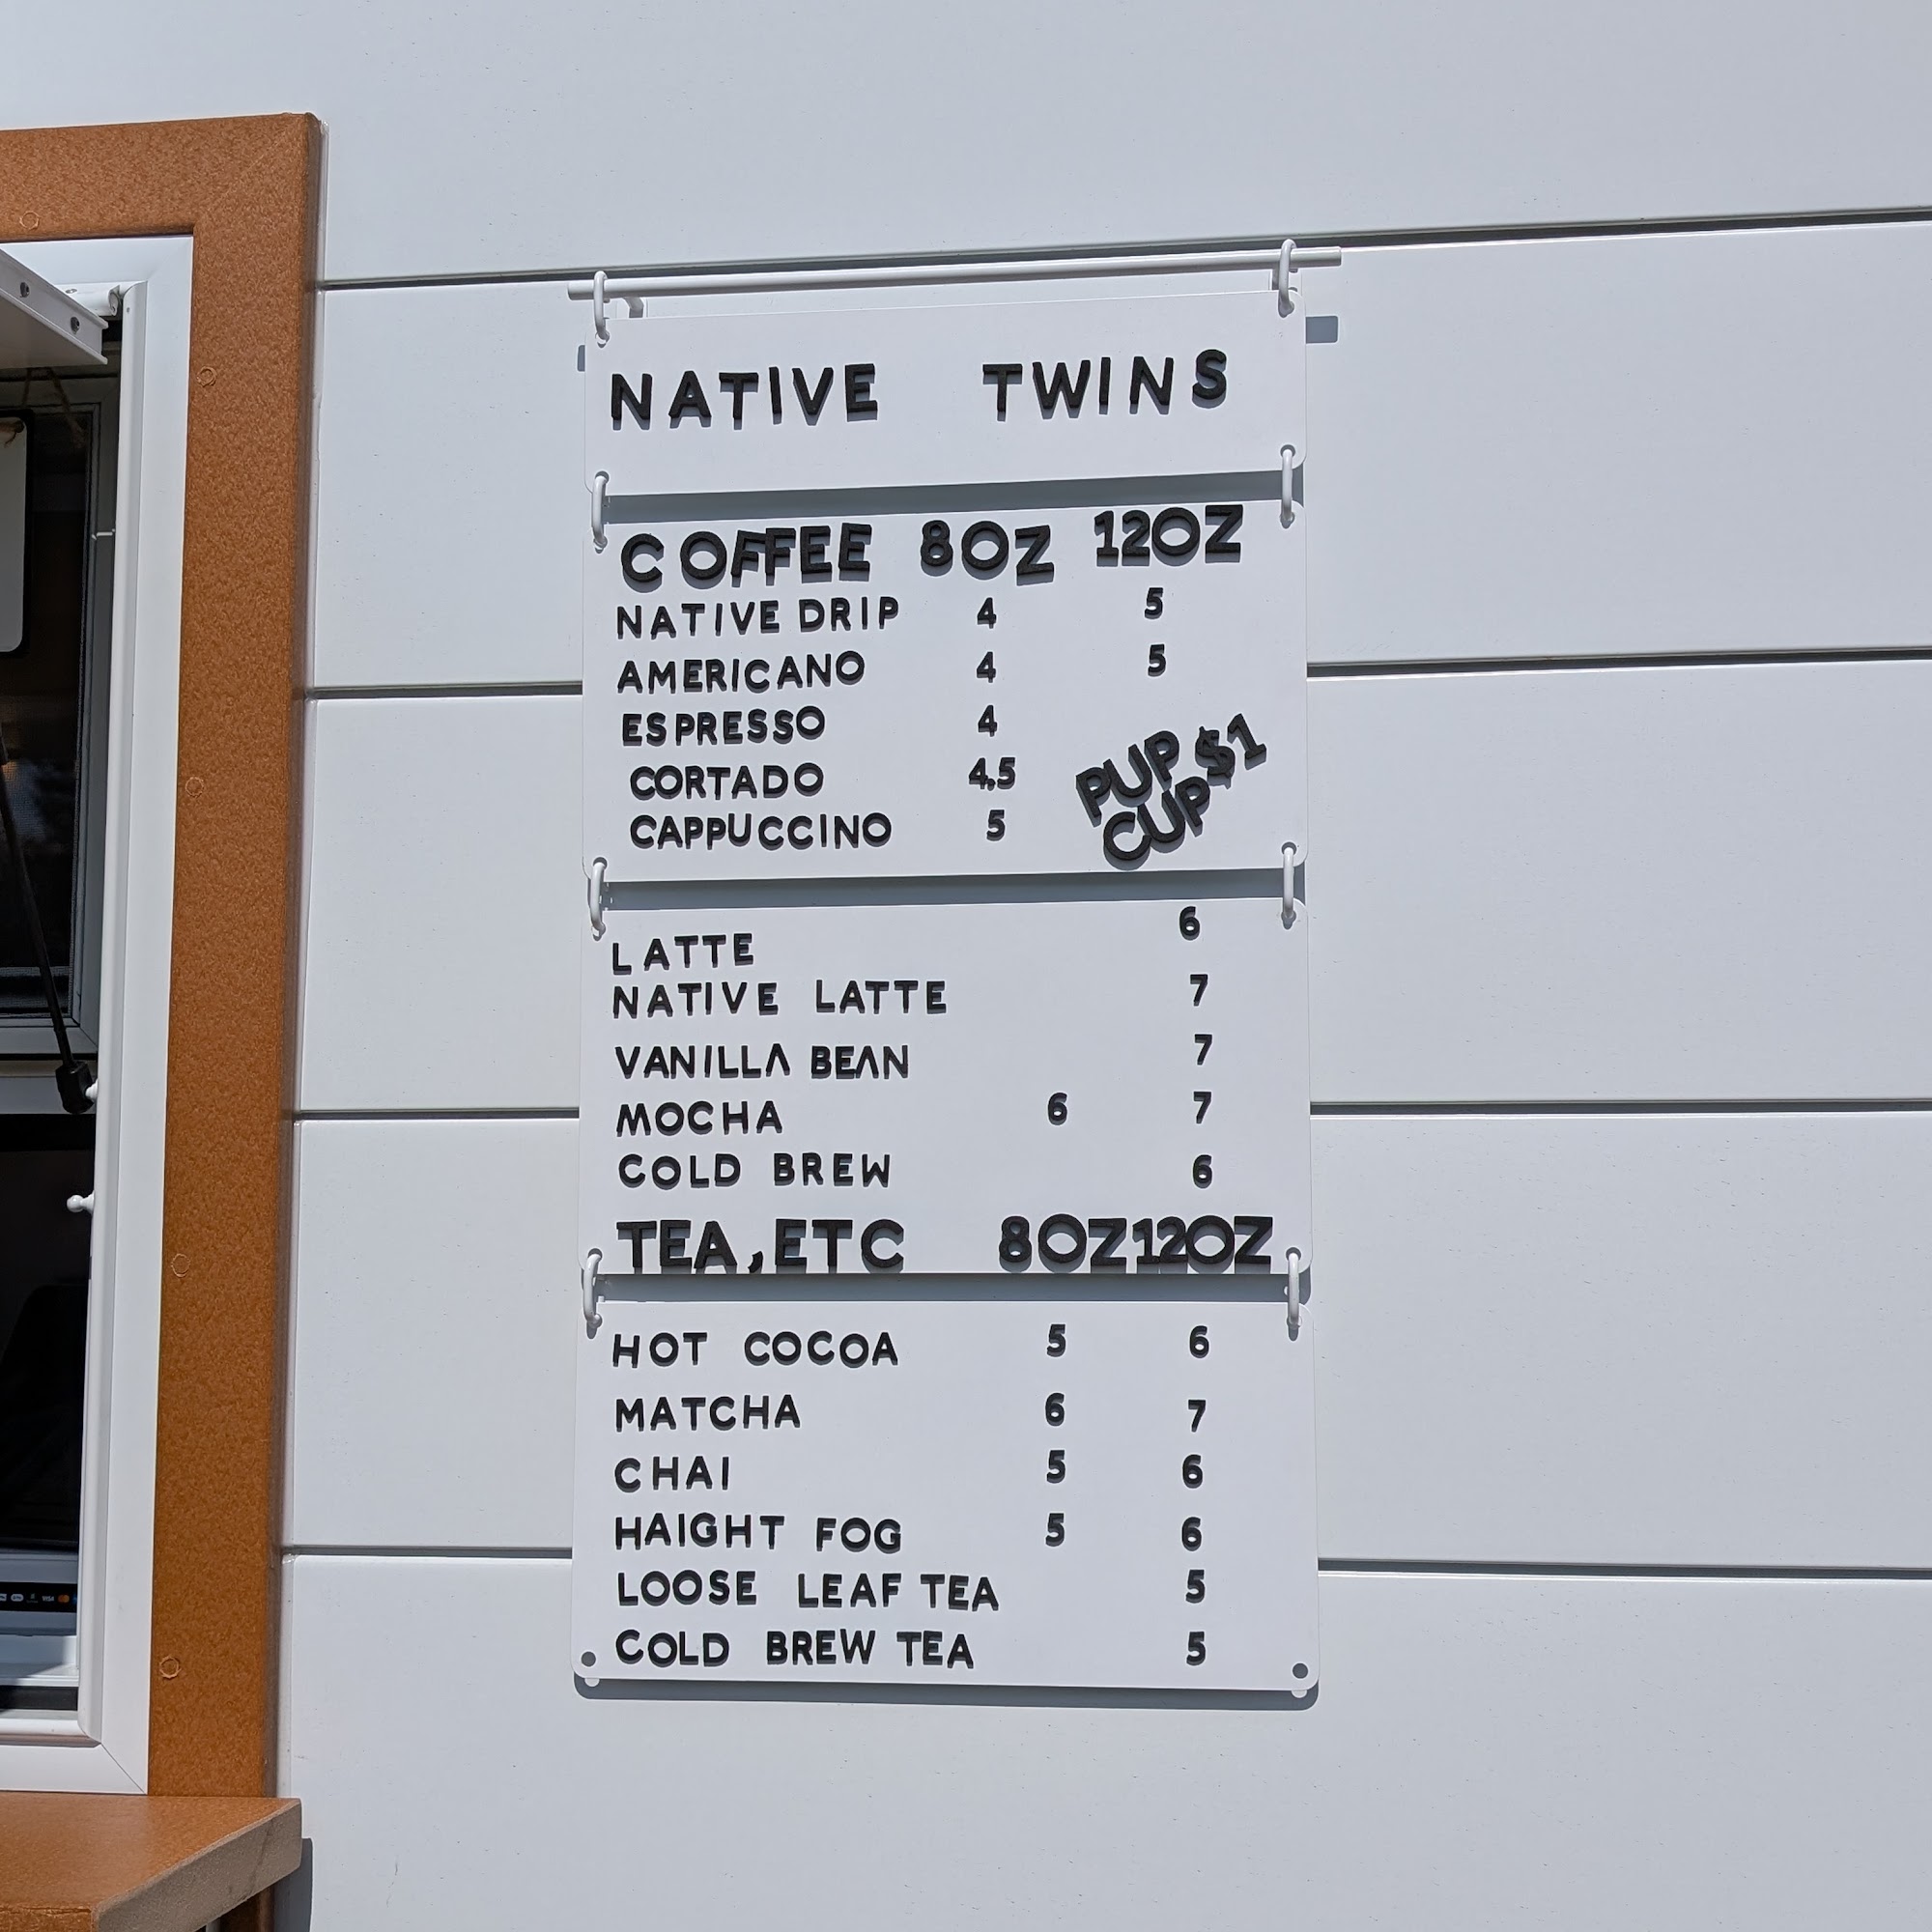 NATIVE TWINS
COFFEE 8OZ 12OZ
NATIVE DRIP 4 5
AMERICANO 4 5
ESPRESSO 4
CORTADO 4.5
CAPPUCCINO 5
PUP $1
CUP
LATTE 6
NATIVE LATTE 7
VANILLA BEAN 7
MOCHA 6 7
COLD BREW 6
TEA, ETC 8OZ 12OZ
HOT COCOA 5 6
MATCHA 6 7
CHAI 5 6
HAIGHT FOG 5 6
LOOSE LEAF TEA 5
COLD BREW TEA 5